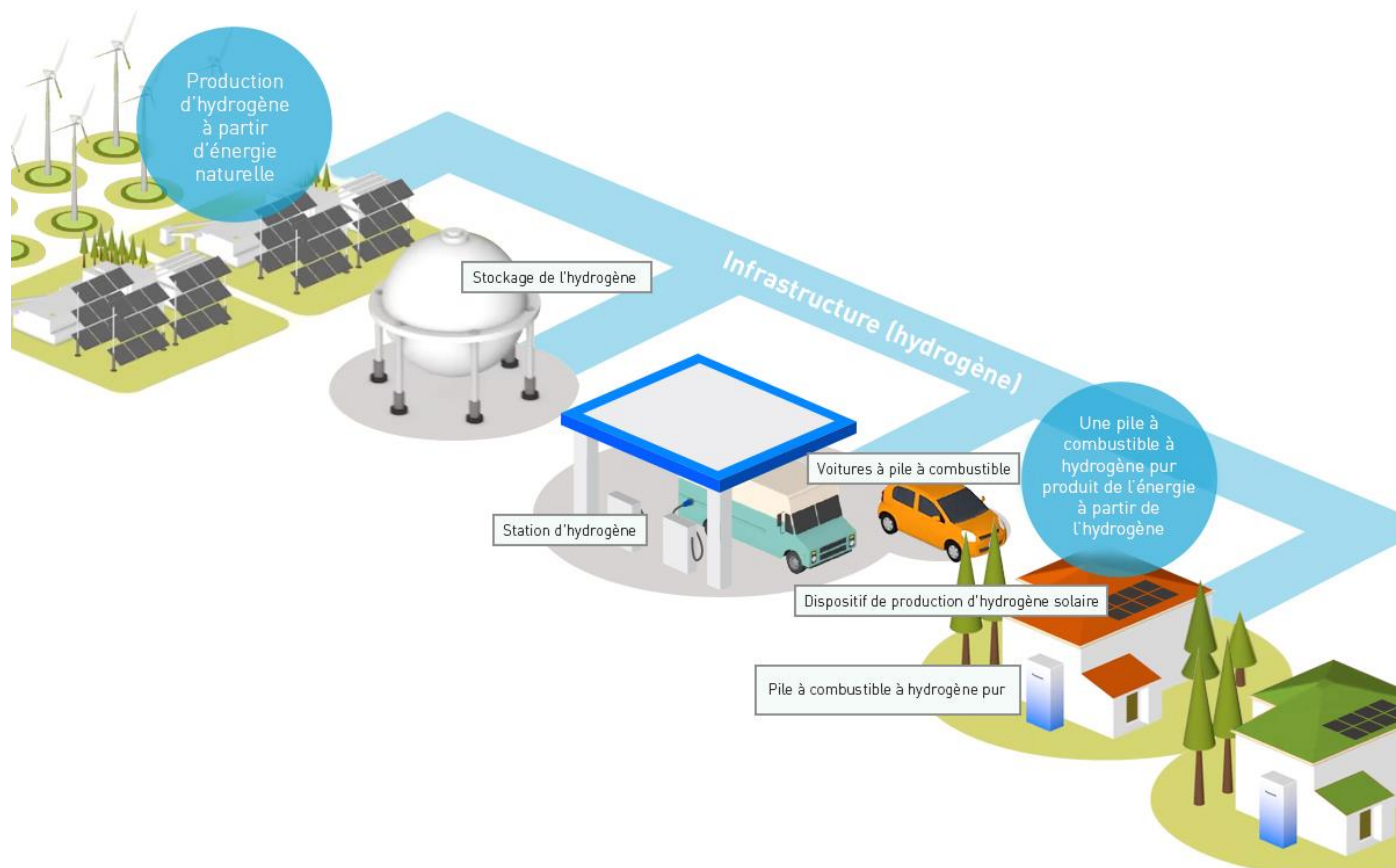 Production
d'hydrogène
à partir
d'énergie
naturelle
Stockage de l'hydrogène
Infrastructure (hydrogène)
Voitures à pile à combustible
Station d'hydrogène
Une pile à
combustible à
hydrogène pur
produit de l'énergie
à partir de
l'hydrogène
Dispositif de production d'hydrogène solaire
Pile à combustible à hydrogène pur